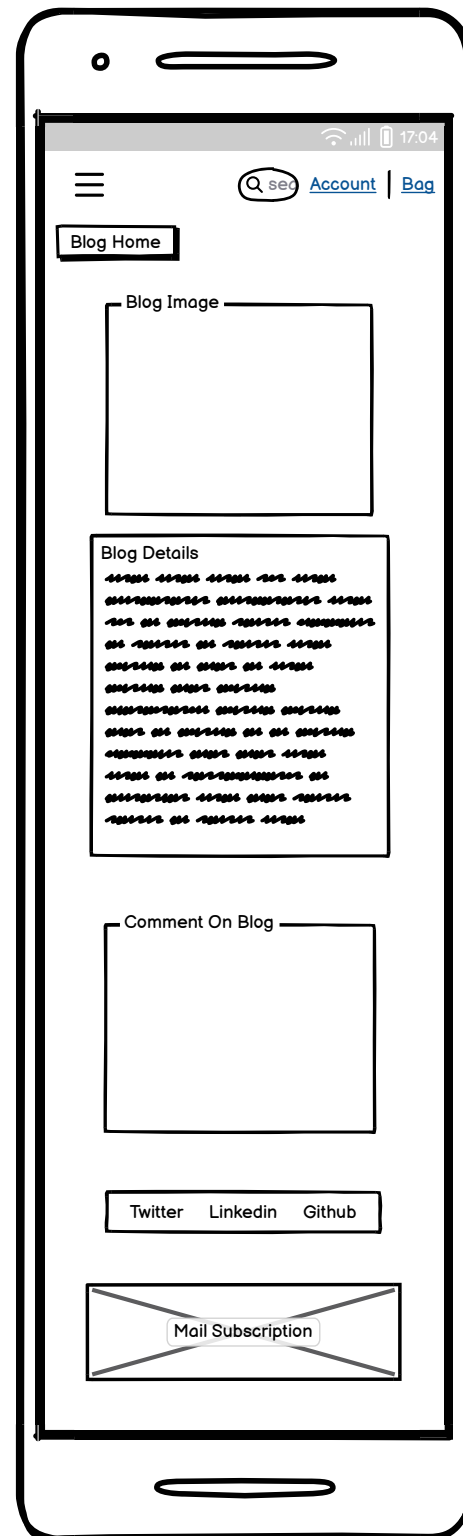 17:04
sea Account Bag
Blog Home
Blog Image
Blog Details
Comment On Blog
Twitter Linkedin Github
Mail Subscription